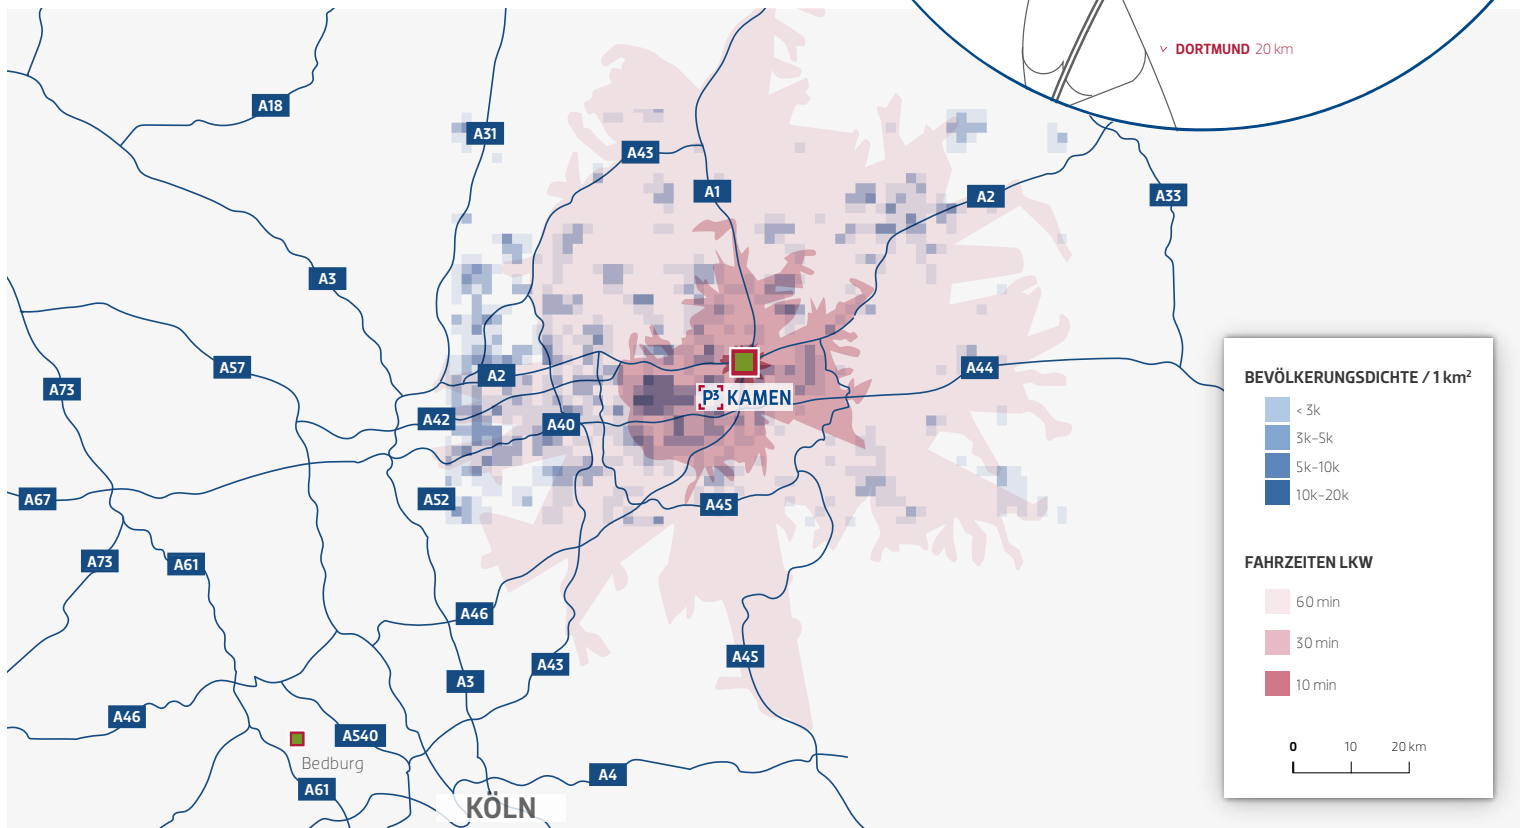 DORTMUND 20 km
A18
A31
A43
A1
A2
A33
A3
A57
A73
A2
A44
P³ KAMEN
A42
A40
A67
A52
A45
A73
A61
A46
A43
A45
A3
A46
A540
Bedburg
A61
A4
KÖLN
BEVÖLKERUNGSDICHTE / 1 km²
< 3k
3k–5k
5k–10k
10k–20k
FAHRZEITEN LKW
60 min
30 min
10 min
0 10 20 km